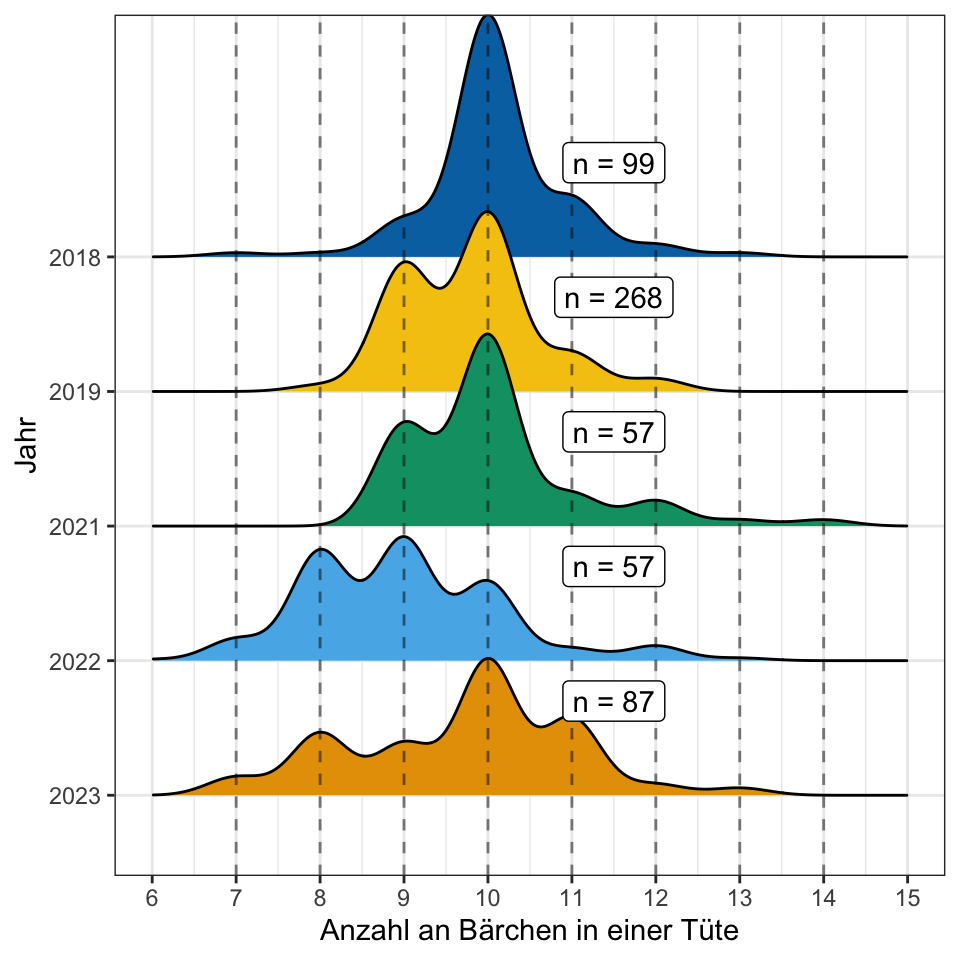 n = 99
2018
n = 268
2019
n = 57
2021
n = 57
2022
n = 87
2023
Jahr
6 7 8 9 10 11 12 13 14 15
Anzahl an Bärchen in einer Tüte